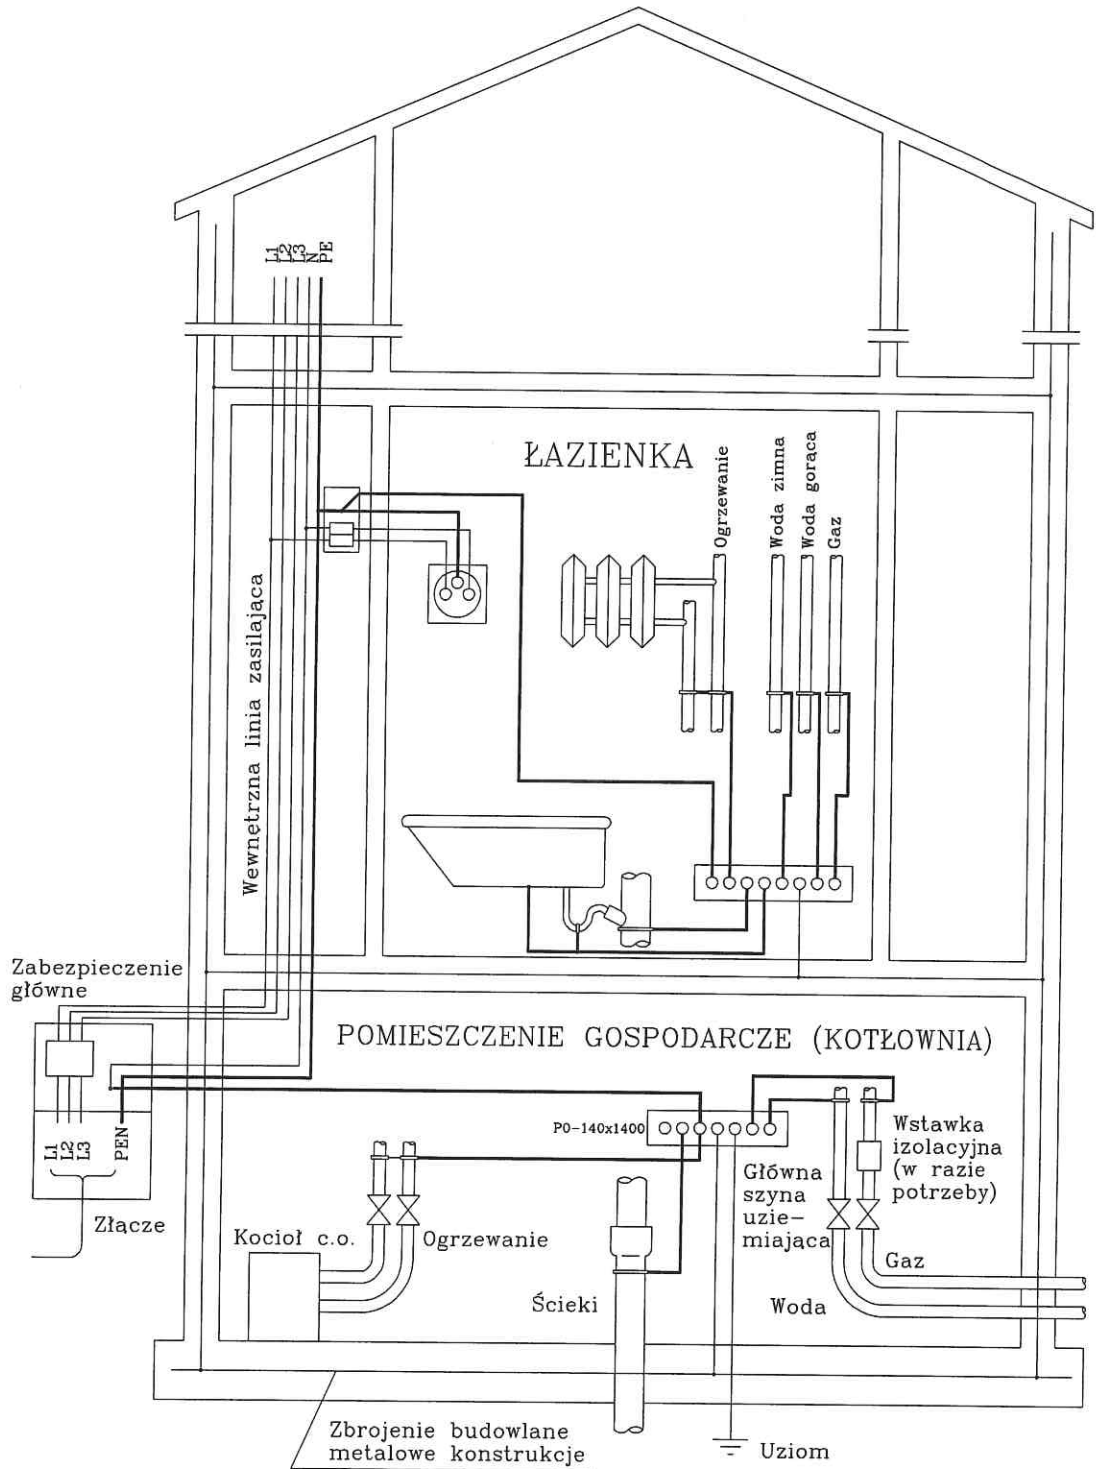 L1
L2
L3
N
PE
ŁAZIENKA
Ogrzewanie
Woda zimna
Woda gorąca
Gaz
Wewnętrzna linia zasilająca
Zabezpieczenie
główne
POMIESZCZENIE GOSPODARCZE (KOTŁOWNIA)
L1
L2
L3
PEN
Złącze
PO-140x1400
Główna
szyna
uzie-
miająca
Wstawka
izolacyjna
(w razie
potrzeby)
Kocioł c.o.
Ogrzewanie
Ścieki
Gaz
Woda
Zbrojenie budowlane
metalowe konstrukcje
Uziom